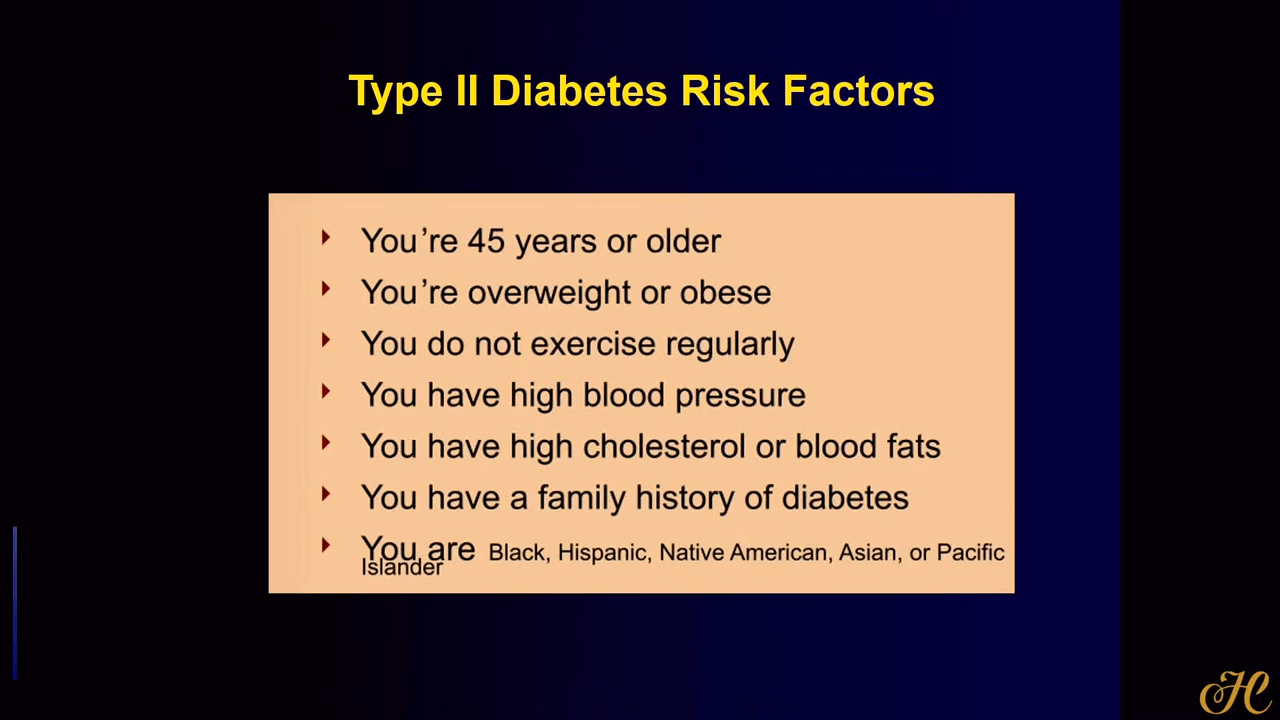 Type II Diabetes Risk Factors
You're 45 years or older
You're overweight or obese
You do not exercise regularly
You have high blood pressure
You have high cholesterol or blood fats
You have a family history of diabetes
You are Black, Hispanic, Native American, Asian, or Pacific
Islander
HC